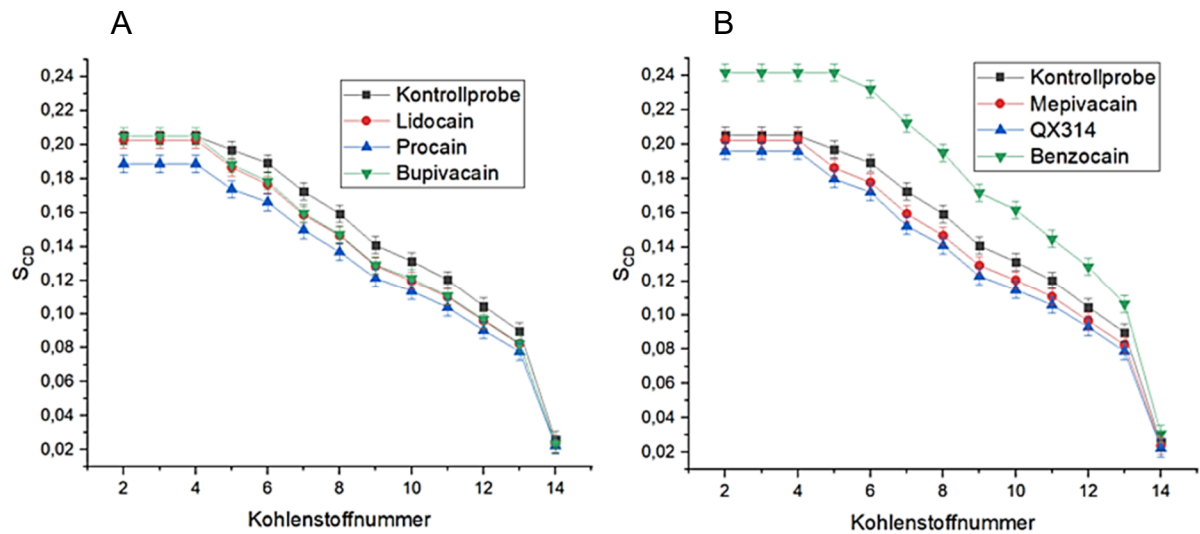 A
0,24
0,22
0,20
0,18
0,16
0,14
0,12
0,10
0,08
0,06
0,04
0,02
S_CD
Kontrollprobe
Lidocain
Procain
Bupivacain
2 4 6 8 10 12 14
Kohlenstoffnummer
B
0,24
0,22
0,20
0,18
0,16
0,14
0,12
0,10
0,08
0,06
0,04
0,02
S_CD
Kontrollprobe
Mepivacain
QX314
Benzocain
2 4 6 8 10 12 14
Kohlenstoffnummer